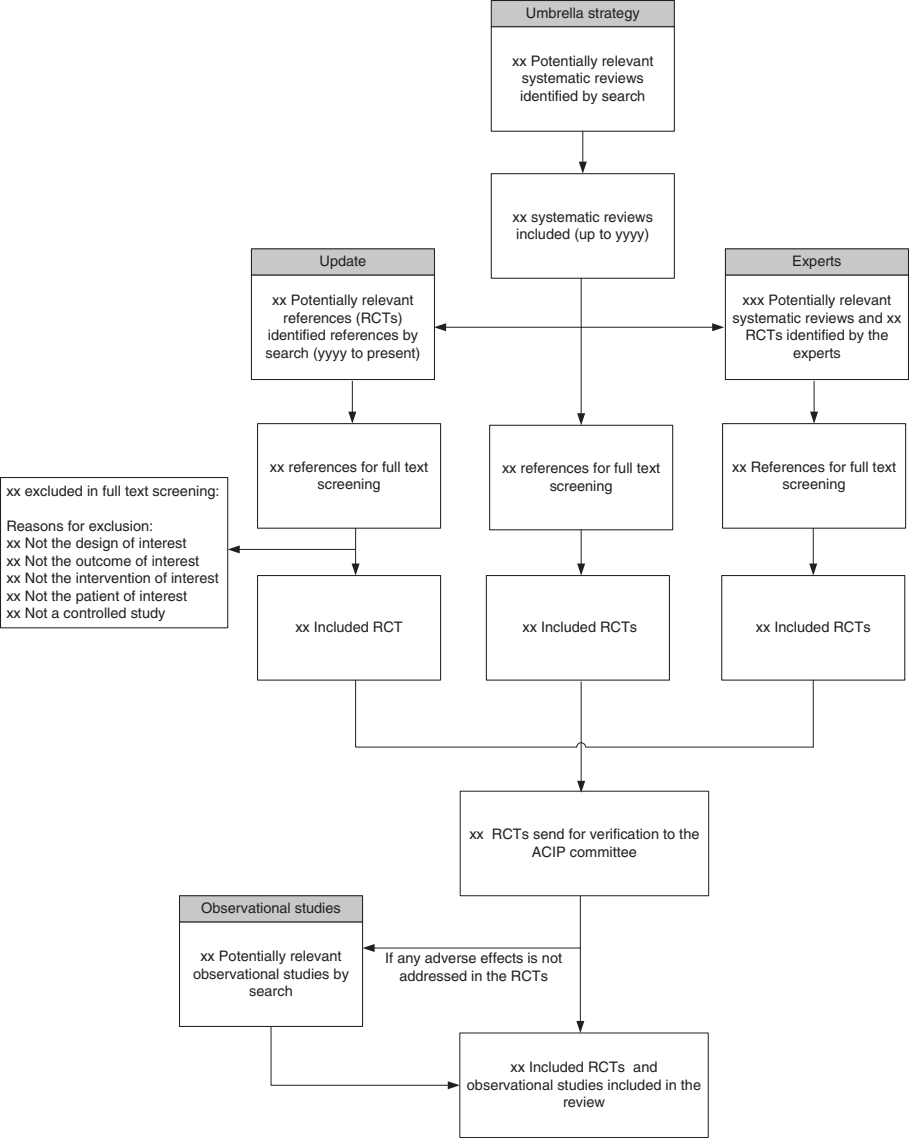 Umbrella strategy
xx Potentially relevant
systematic reviews
identified by search
xx systematic reviews
included (up to yyyy)
Update
xx Potentially relevant
references (RCTs)
identified references by
search (yyyy to present)
Experts
xxx Potentially relevant
systematic reviews and xx
RCTs identified by the
experts
xx references for full text
screening
xx references for full text
screening
xx References for full text
screening
xx excluded in full text screening:
Reasons for exclusion:
xx Not the design of interest
xx Not the outcome of interest
xx Not the intervention of interest
xx Not the patient of interest
xx Not a controlled study
xx Included RCT
xx Included RCTs
xx Included RCTs
xx RCTs send for verification to the
ACIP committee
Observational studies
xx Potentially relevant
observational studies by
search
If any adverse effects is not
addressed in the RCTs
xx Included RCTs and
observational studies included in the
review